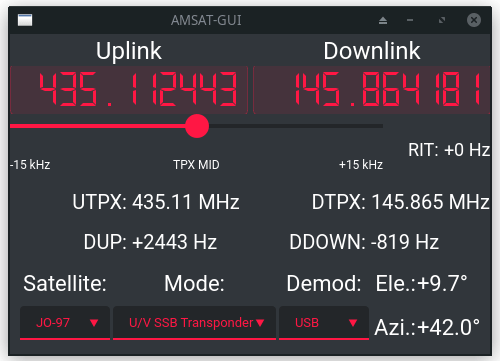 AMSAT-GUI
Uplink Downlink
435.112443 145.864181
RIT: +0 Hz
-15 kHz TPX MID +15 kHz
UTPX: 435.11 MHz DTPX: 145.865 MHz
DUP: +2443 Hz DDOWN: -819 Hz
Satellite: Mode: Demod: Ele.:+9.7°
JO-97 U/V SSB Transponder USB Azi.:+42.0°